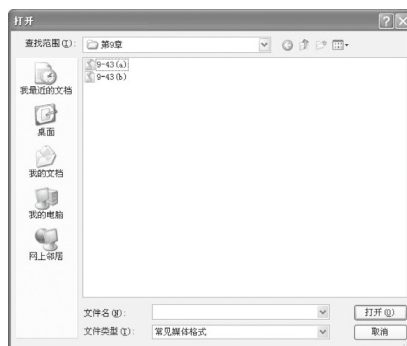 打开
查找范围(I):
第9章
9-43(a)
9-43(b)
我最近的文档
桌面
我的文档
我的电脑
网上邻居
文件名(N):
打开(O)
文件类型(T):
常见媒体格式
取消